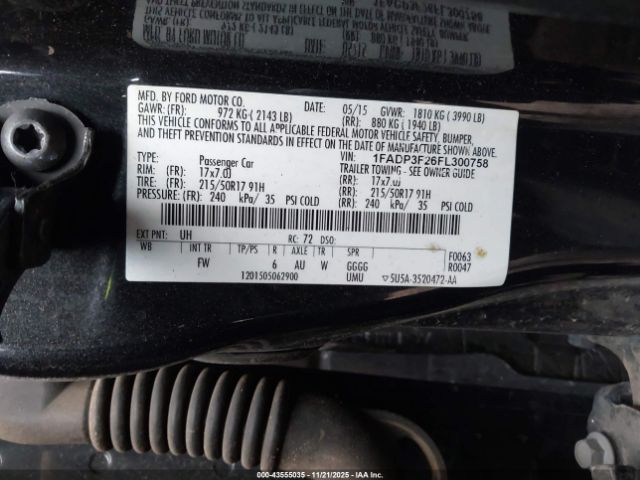 MFD. BY FORD MOTOR CO. DATE: 05/15 GVWR: 1810 KG ( 3990 LB)
GAWR: (FR): 972 KG ( 2143 LB) (RR): 880 KG ( 1940 LB)
THIS VEHICLE CONFORMS TO ALL APPLICABLE FEDERAL MOTOR VEHICLE SAFETY, BUMPER,
AND THEFT PREVENTION STANDARDS IN EFFECT ON THE DATE OF MANUFACTURE SHOWN ABOVE.
VIN: 1FADP3F26FL300758
TYPE: Passenger Car TRAILER TOWING - SEE OWNER GUIDE
RIM: (FR): 17x7.0J (RR): 17x7.0J
TIRE: (FR): 215/50R17 91H (RR): 215/50R17 91H
PRESSURE: (FR): 240 kPa/ 35 PSI COLD (RR): 240 kPa/ 35 PSI COLD
EXT PNT: UH RC: 72 DSO:
WB INT TR TP/PS R AXLE TR SPR F0063
FW 6 AU W GGGG R0047
1201505062900 UMU 5U5A-3520472-AA
000-43555035 - 11/21/2025 - IAAI.COM